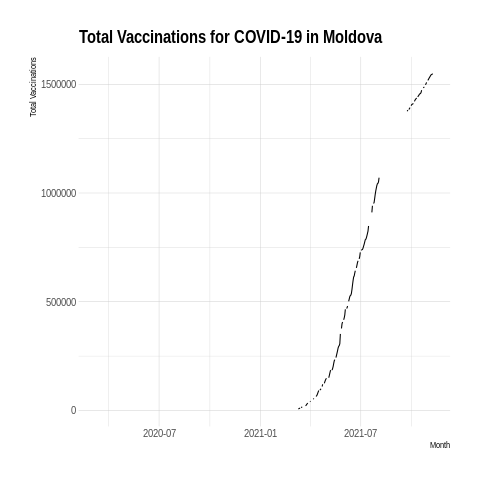 Total Vaccinations for COVID-19 in Moldova
Total Vaccinations
1500000
1000000
500000
0
2020-07
2021-01
2021-07
Month